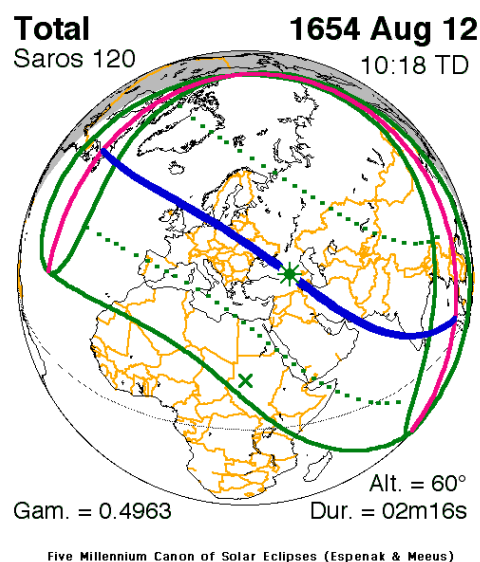 Total
1654 Aug 12
Saros 120
10:18 TD
Alt. = 60°
Gam. = 0.4963
Dur. = 02m16s
Five Millennium Canon of Solar Eclipses (Espenak & Meeus)